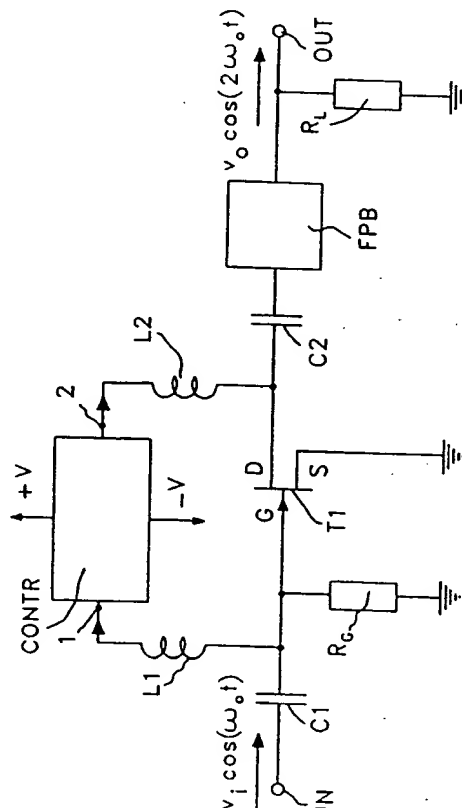 CONTR
+V
-V
1
2
L1
L2
v_i cos(ω_o t)
v_o cos(2ω_o t)
IN
C1
R_G
G
D
S
T1
C2
FPB
R_L
OUT